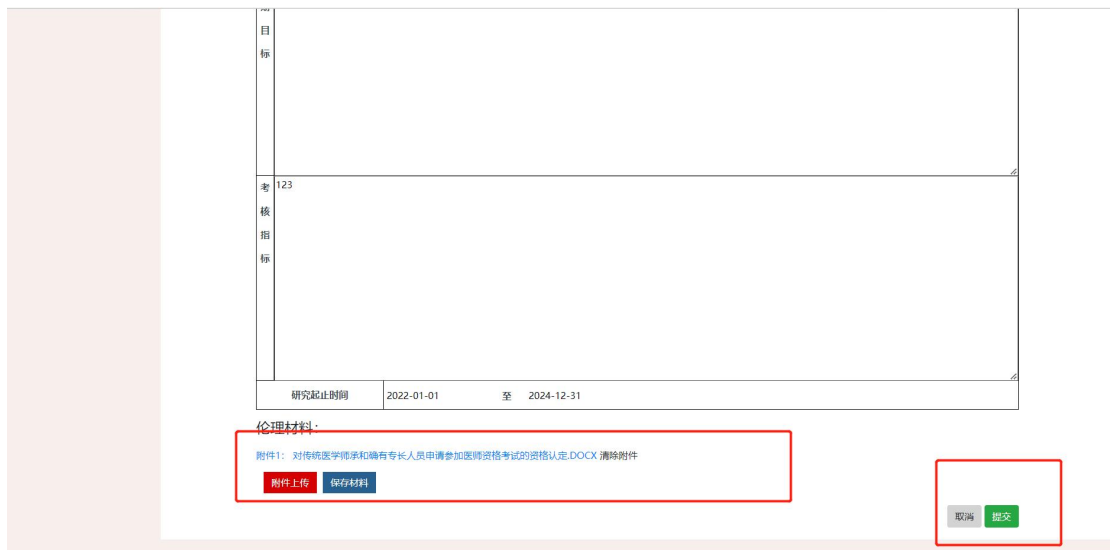 目
标
考 123
核
指
标
研究起止时间 2022-01-01 至 2024-12-31
伦理材料：
附件1： 对传统医学师承和确有专长人员申请参加医师资格考试的资格认定.DOCX 清除附件
附件上传 保存材料
取消 提交